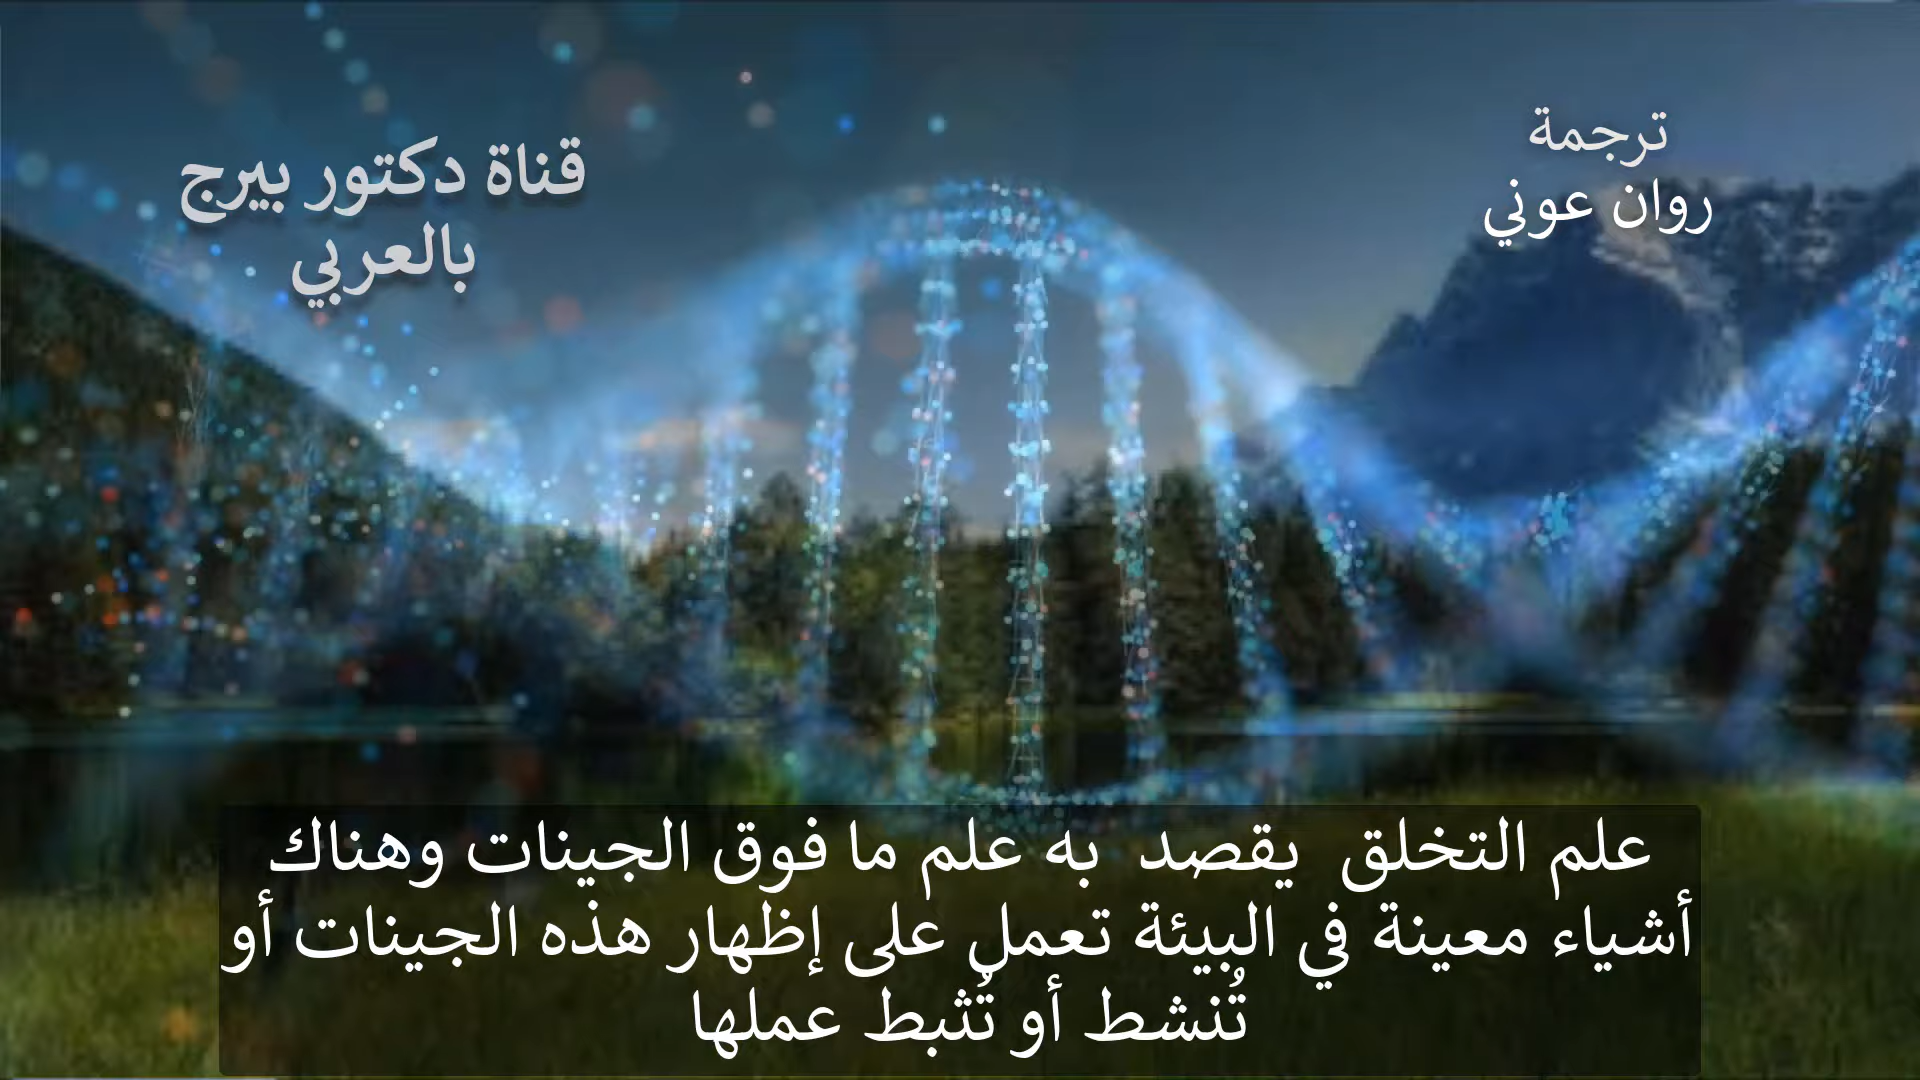 ترجمة
روان عوني
قناة دكتور بيرج
بالعربي
علم التخلق يقصد به علم ما فوق الجينات وهناك
أشياء معينة في البيئة تعمل على إظهار هذه الجينات أو
تُنشط أو تُثبط عملها